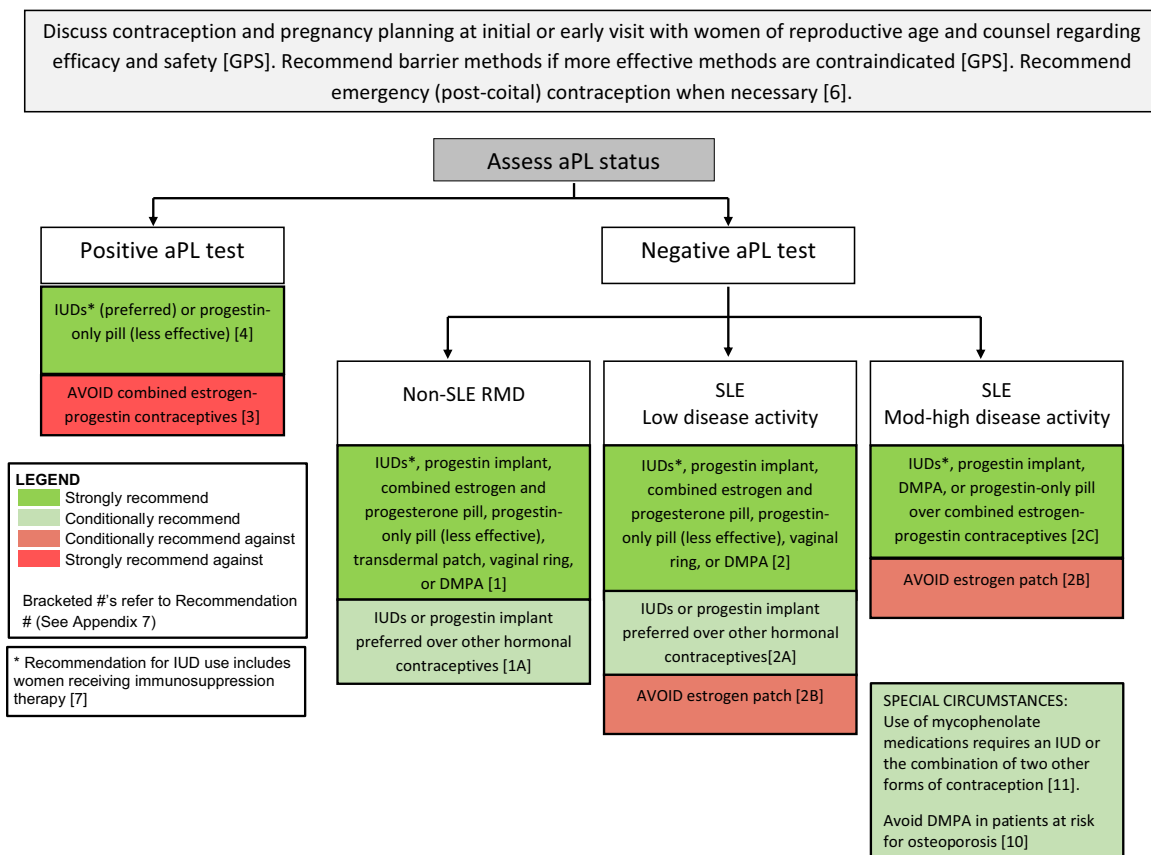 Discuss contraception and pregnancy planning at initial or early visit with women of reproductive age and counsel regarding
efficacy and safety [GPS]. Recommend barrier methods if more effective methods are contraindicated [GPS]. Recommend
emergency (post-coital) contraception when necessary [6].
Assess aPL status
Positive aPL test
IUDs* (preferred) or progestin-
only pill (less effective) [4]
AVOID combined estrogen-
progestin contraceptives [3]
Negative aPL test
Non-SLE RMD
IUDs*, progestin implant,
combined estrogen and
progesterone pill, progestin-
only pill (less effective),
transdermal patch, vaginal ring,
or DMPA [1]
IUDs or progestin implant
preferred over other hormonal
contraceptives [1A]
SLE
Low disease activity
IUDs*, progestin implant,
combined estrogen and
progesterone pill, progestin-
only pill (less effective), vaginal
ring, or DMPA [2]
IUDs or progestin implant
preferred over other hormonal
contraceptives[2A]
AVOID estrogen patch [2B]
SLE
Mod-high disease activity
IUDs*, progestin implant,
DMPA, or progestin-only pill
over combined estrogen-
progestin contraceptives [2C]
AVOID estrogen patch [2B]
LEGEND
Strongly recommend
Conditionally recommend
Conditionally recommend against
Strongly recommend against
Bracketed #'s refer to Recommendation
# (See Appendix 7)
* Recommendation for IUD use includes
women receiving immunosuppression
therapy [7]
SPECIAL CIRCUMSTANCES:
Use of mycophenolate
medications requires an IUD or
the combination of two other
forms of contraception [11].
Avoid DMPA in patients at risk
for osteoporosis [10]